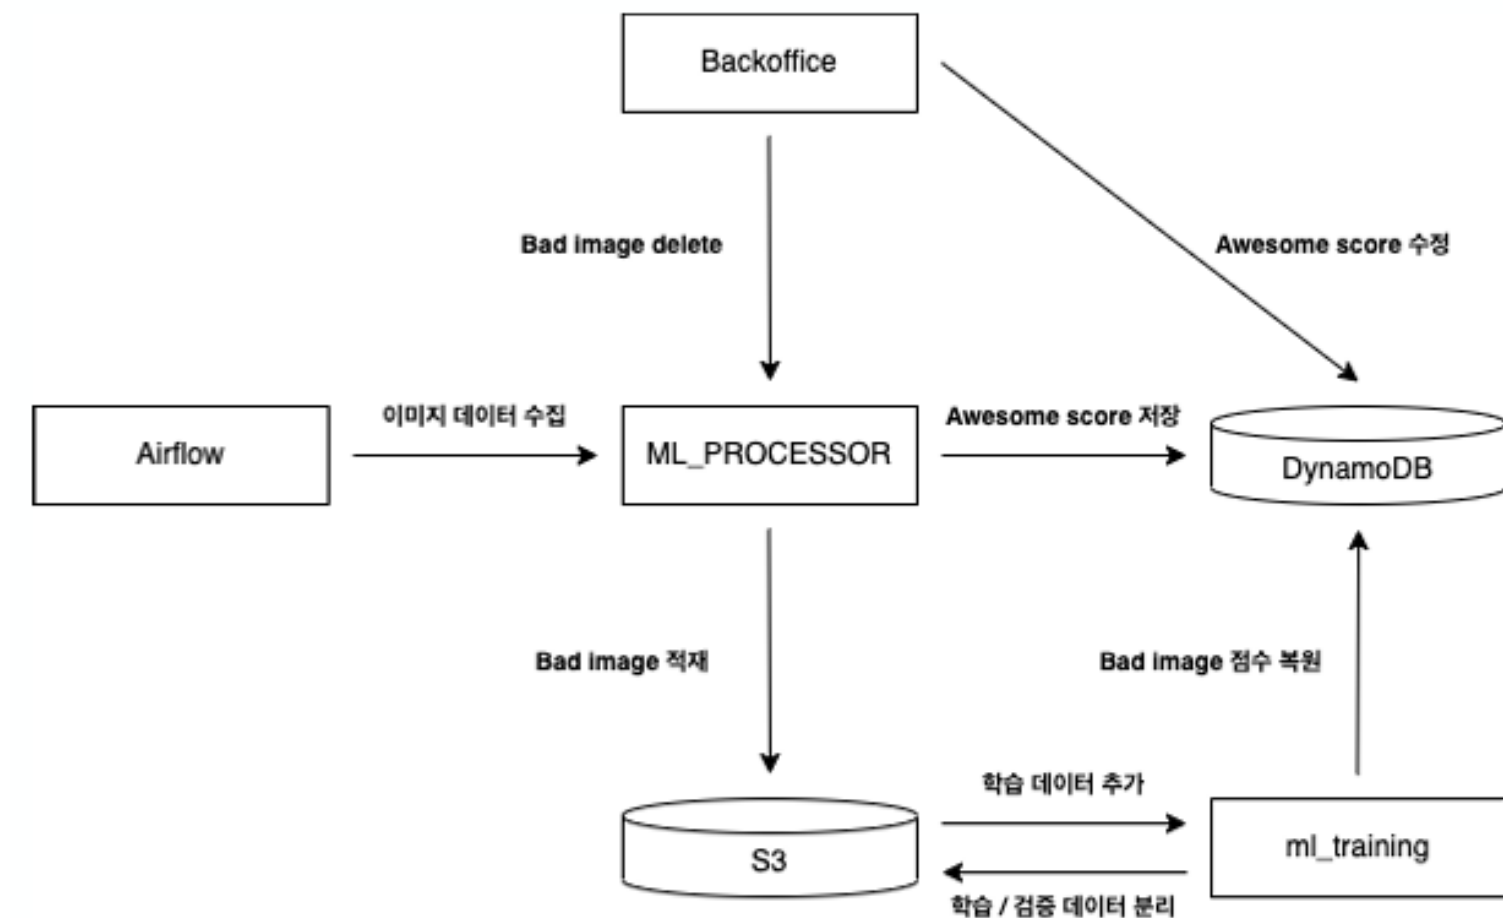 Backoffice
Bad image delete
Awesome score 수정
이미지 데이터 수집
Awesome score 저장
Airflow
ML_PROCESSOR
DynamoDB
Bad image 적재
Bad image 점수 복원
학습 데이터 추가
S3
ml_training
학습 / 검증 데이터 분리